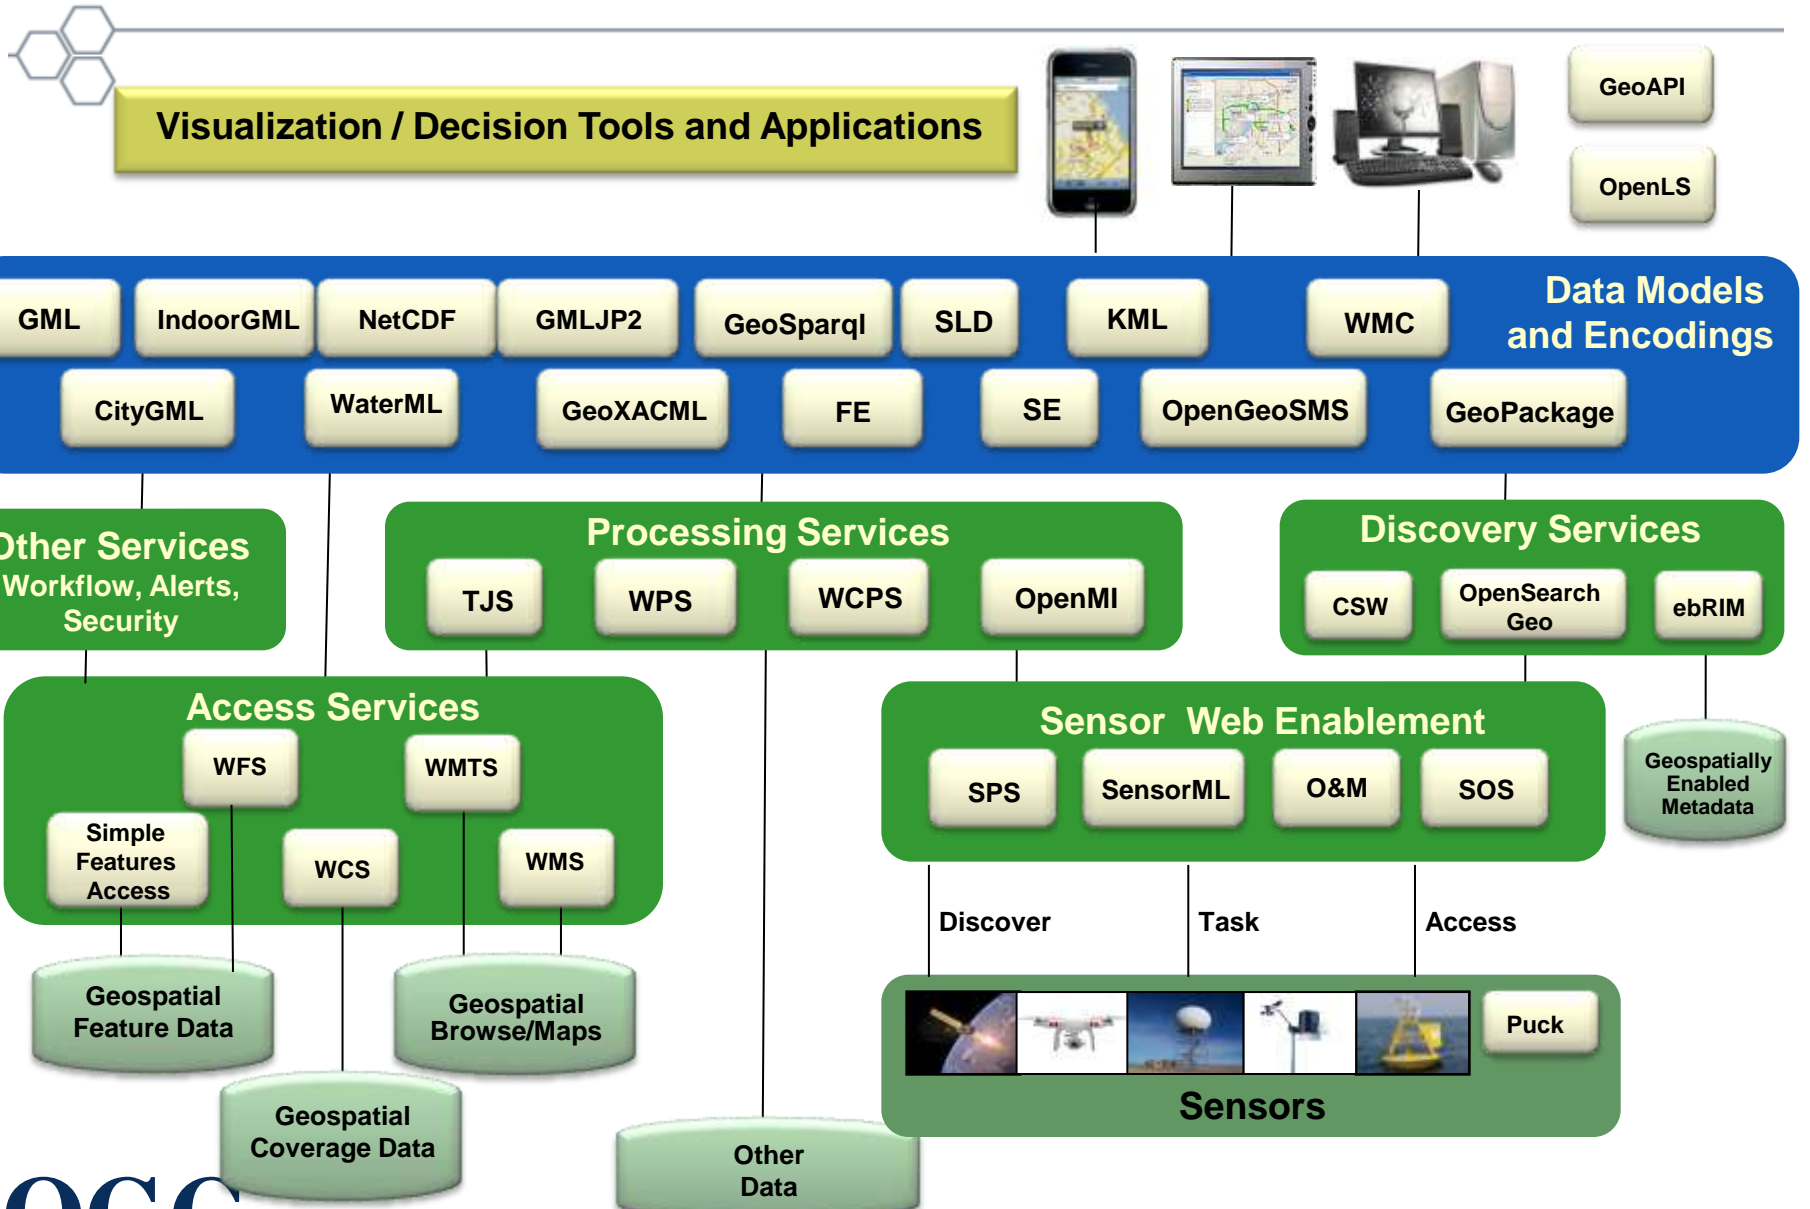 Visualization / Decision Tools and Applications
GeoAPI
OpenLS
Data Models
and Encodings
GML
IndoorGML
NetCDF
GMLJP2
GeoSparql
SLD
KML
WMC
CityGML
WaterML
GeoXACML
FE
SE
OpenGeoSMS
GeoPackage
Other Services
Workflow, Alerts,
Security
Processing Services
TJS
WPS
WCPS
OpenMI
Discovery Services
CSW
OpenSearch
Geo
ebRIM
Access Services
WFS
WMTS
Simple
Features
Access
WCS
WMS
Sensor Web Enablement
SPS
SensorML
O&M
SOS
Geospatially
Enabled
Metadata
Discover
Task
Access
Geospatial
Feature Data
Geospatial
Browse/Maps
Geospatial
Coverage Data
Other
Data
Puck
Sensors
OGC